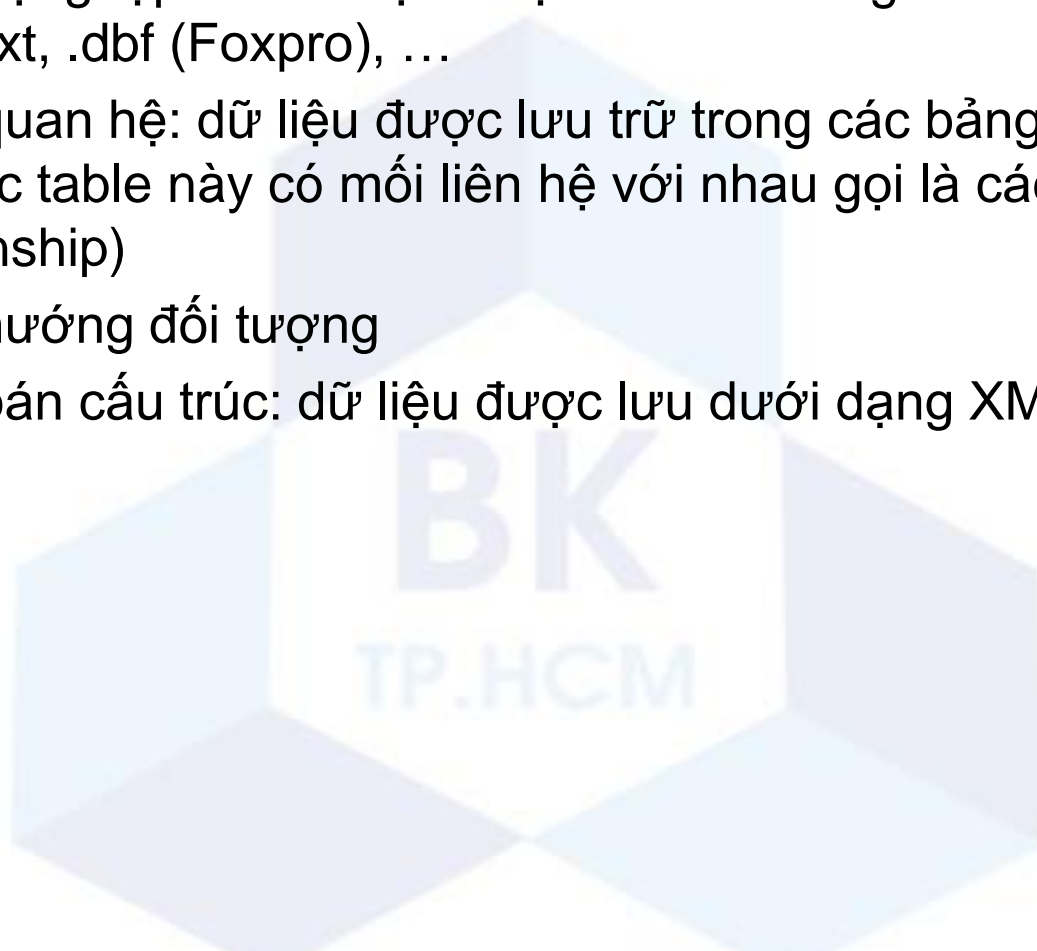 xt, .dbf (Foxpro), …
quan hệ: dữ liệu được lưu trữ trong các bảng
c table này có mối liên hệ với nhau gọi là các
nship)
hướng đối tượng
bán cấu trúc: dữ liệu được lưu dưới dạng XM
BK
TP.HCM